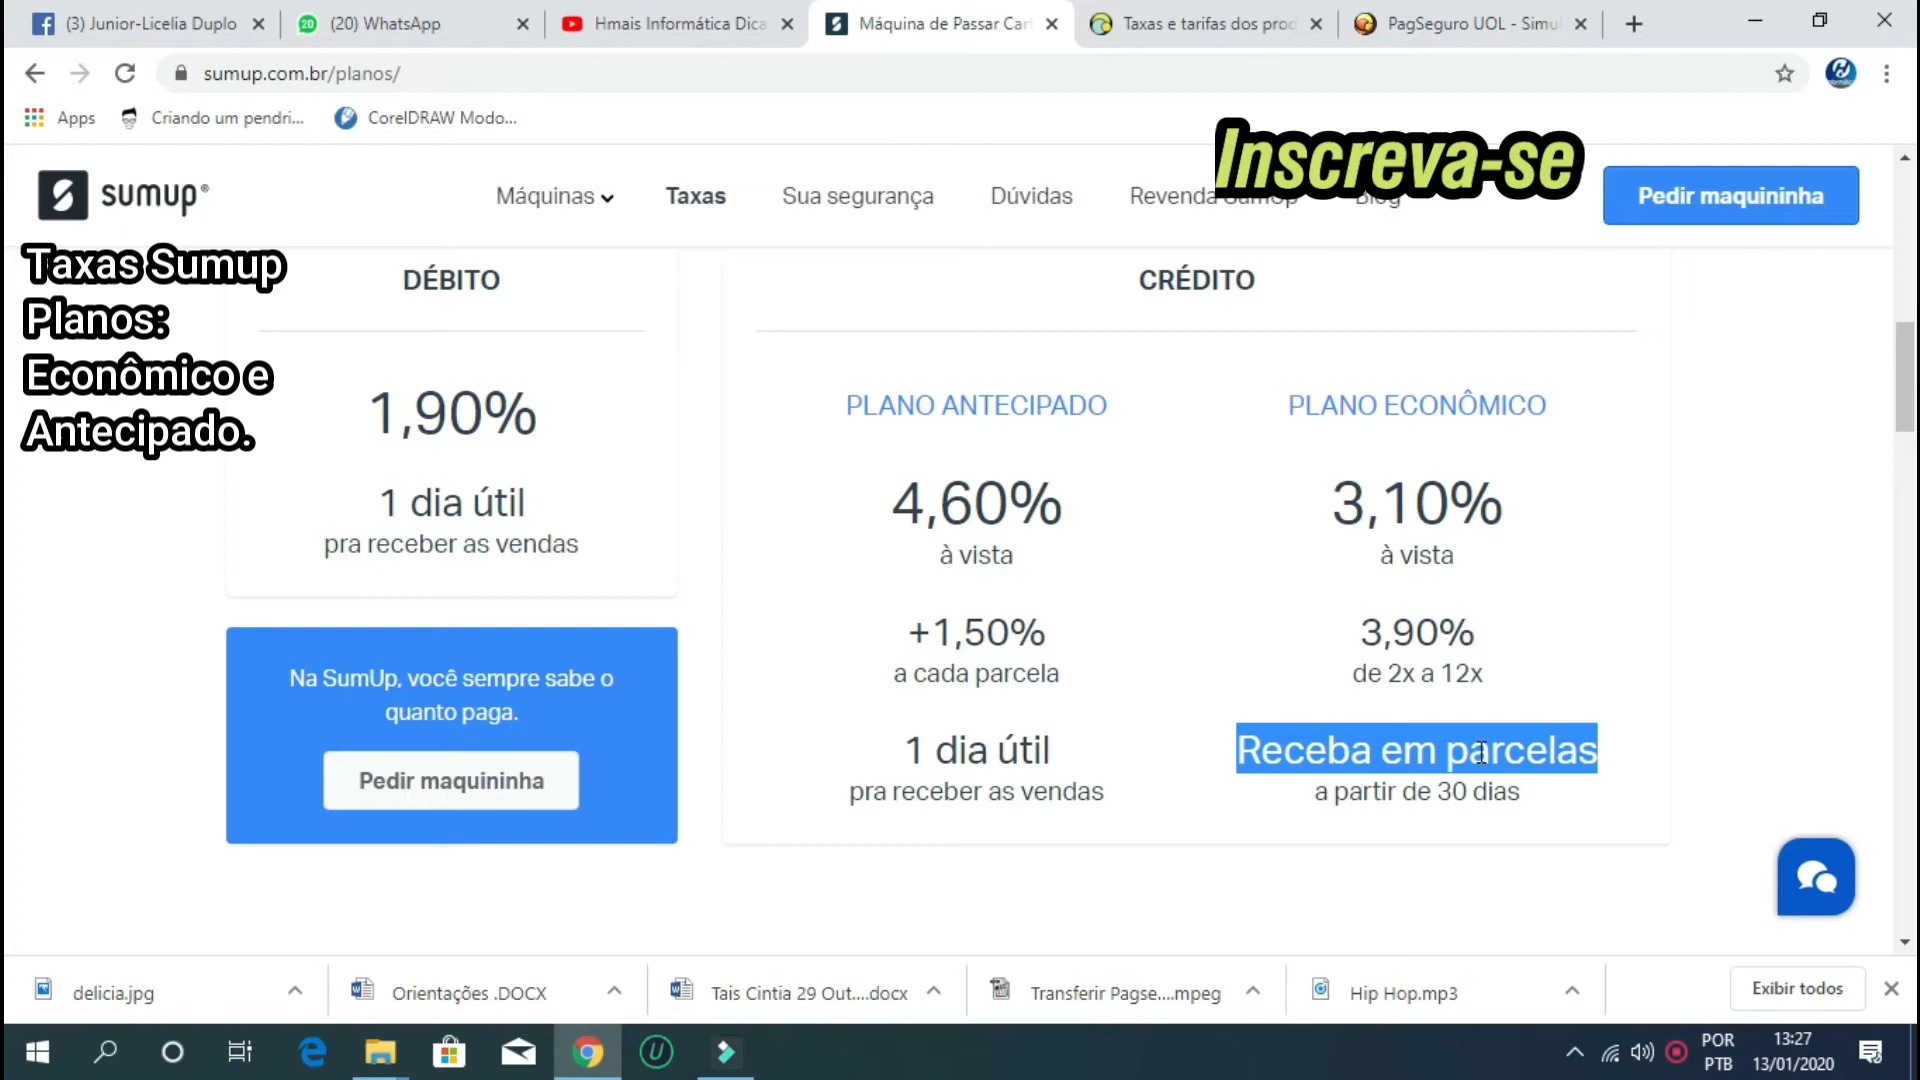 (3) Junior-Licelia Duplo
(20) WhatsApp
Hmais Informática Dica
Máquina de Passar Cart
Taxas e tarifas dos prod
PagSeguro UOL - Simul
sumup.com.br/planos/
Apps
Criando um pendri...
CorelDRAW Modo...
Inscreva-se
sumup®
Máquinas
Taxas
Sua segurança
Dúvidas
Revenda SumUp
Blog
Pedir maquininha
Taxas Sumup
Planos:
Econômico e
Antecipado.
DÉBITO
1,90%
1 dia útil
pra receber as vendas
Na SumUp, você sempre sabe o
quanto paga.
Pedir maquininha
CRÉDITO
PLANO ANTECIPADO
4,60%
à vista
+1,50%
a cada parcela
1 dia útil
pra receber as vendas
PLANO ECONÔMICO
3,10%
à vista
3,90%
de 2x a 12x
Receba em parcelas
a partir de 30 dias
delicia.jpg
Orientações .DOCX
Tais Cintia 29 Out....docx
Transferir Pagse....mpeg
Hip Hop.mp3
Exibir todos
POR
PTB
13:27
13/01/2020